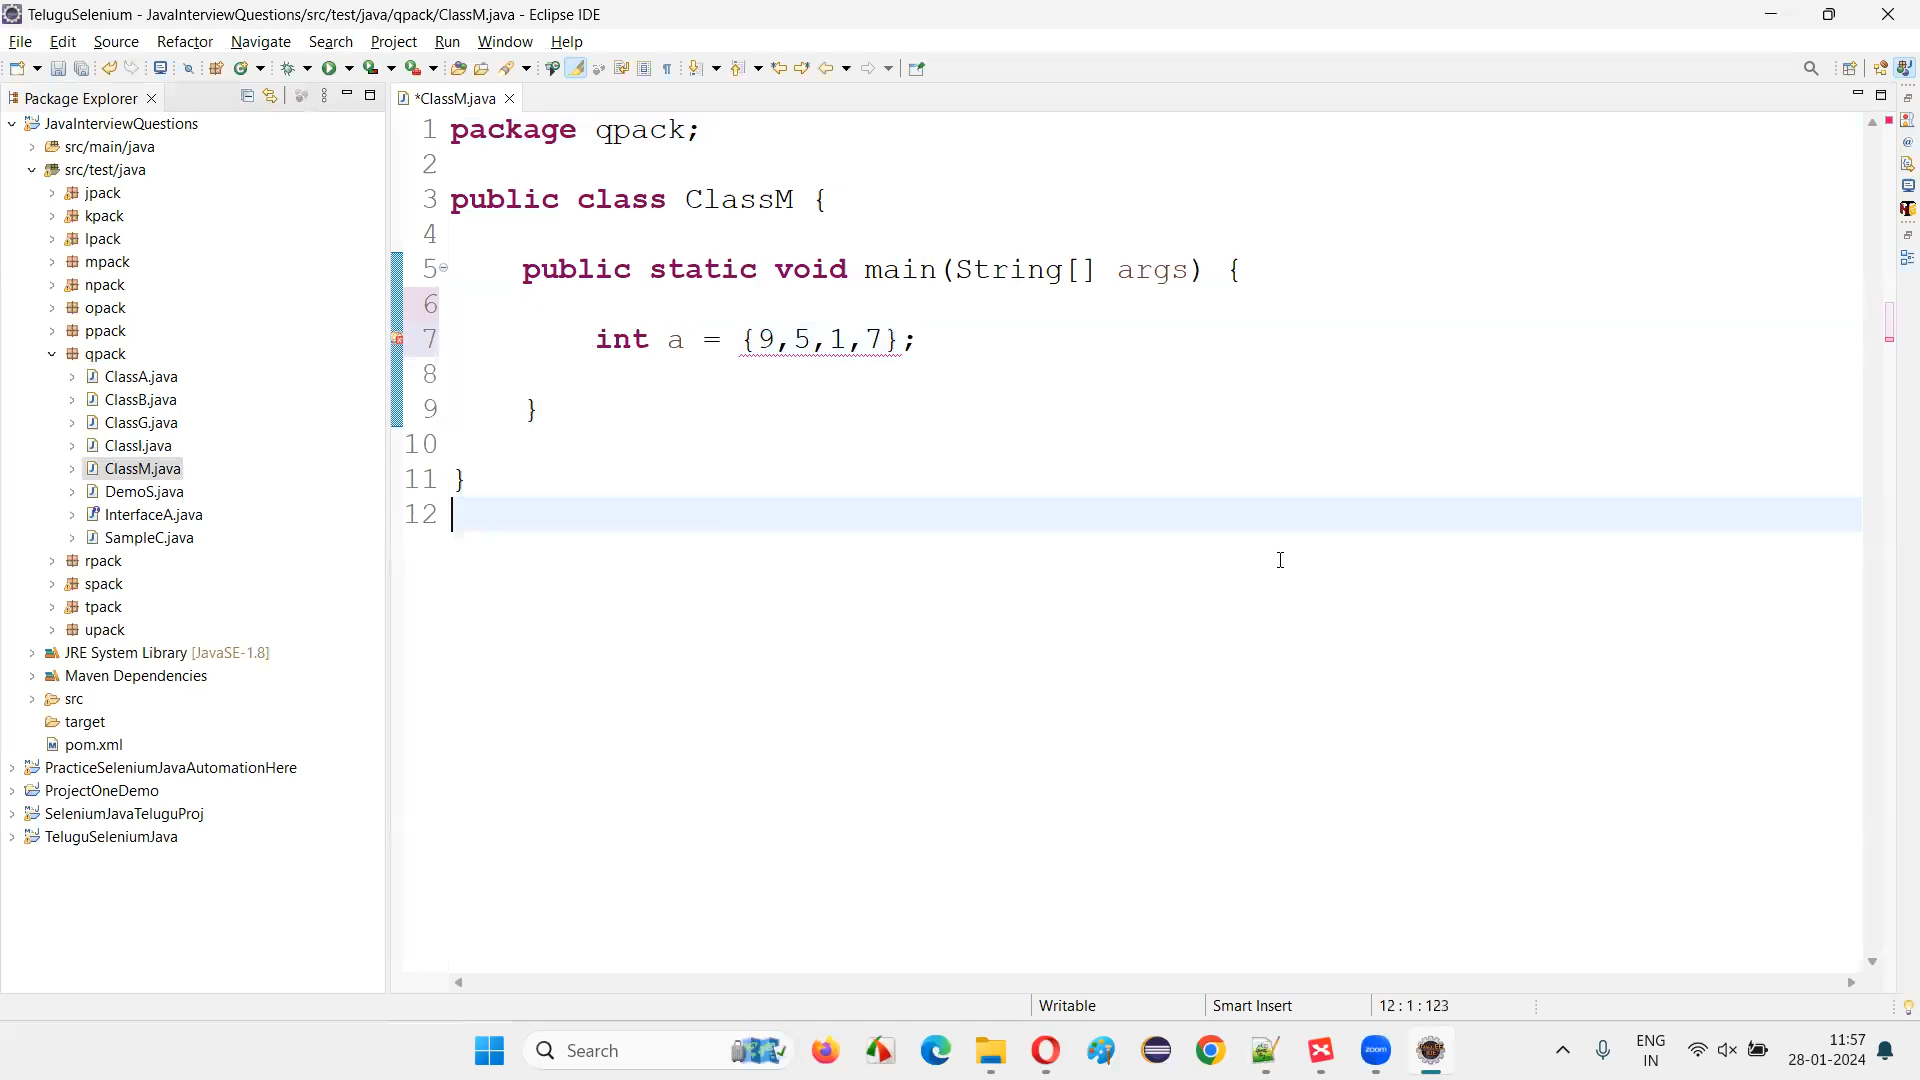 TeluguSelenium - JavaInterviewQuestions/src/test/java/qpack/ClassM.java - Eclipse IDE
File Edit Source Refactor Navigate Search Project Run Window Help
Package Explorer
*ClassM.java
JavaInterviewQuestions
src/main/java
src/test/java
jpack
kpack
lpack
mpack
npack
opack
ppack
qpack
ClassA.java
ClassB.java
ClassG.java
ClassI.java
ClassM.java
DemoS.java
InterfaceA.java
SampleC.java
rpack
spack
tpack
upack
JRE System Library [JavaSE-1.8]
Maven Dependencies
src
target
pom.xml
PracticeSeleniumJavaAutomationHere
ProjectOneDemo
SeleniumJavaTeluguProj
TeluguSeleniumJava
1 package qpack;
2
3 public class ClassM {
4
5 public static void main(String[] args) {
6
7 int a = {9,5,1,7};
8
9 }
10
11 }
12
Writable Smart Insert 12 : 1 : 123
Search
zoom
ENG
IN
11:57
28-01-2024